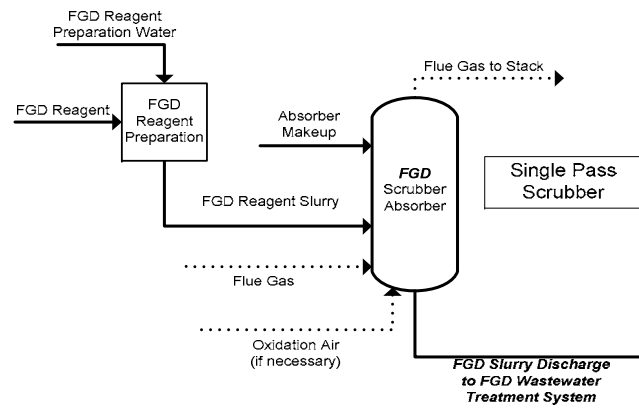 FGD Reagent
Preparation Water
Flue Gas to Stack
FGD Reagent
FGD
Reagent
Preparation
Absorber
Makeup
FGD
Scrubber
Absorber
Single Pass
Scrubber
FGD Reagent Slurry
Flue Gas
Oxidation Air
(if necessary)
FGD Slurry Discharge
to FGD Wastewater
Treatment System